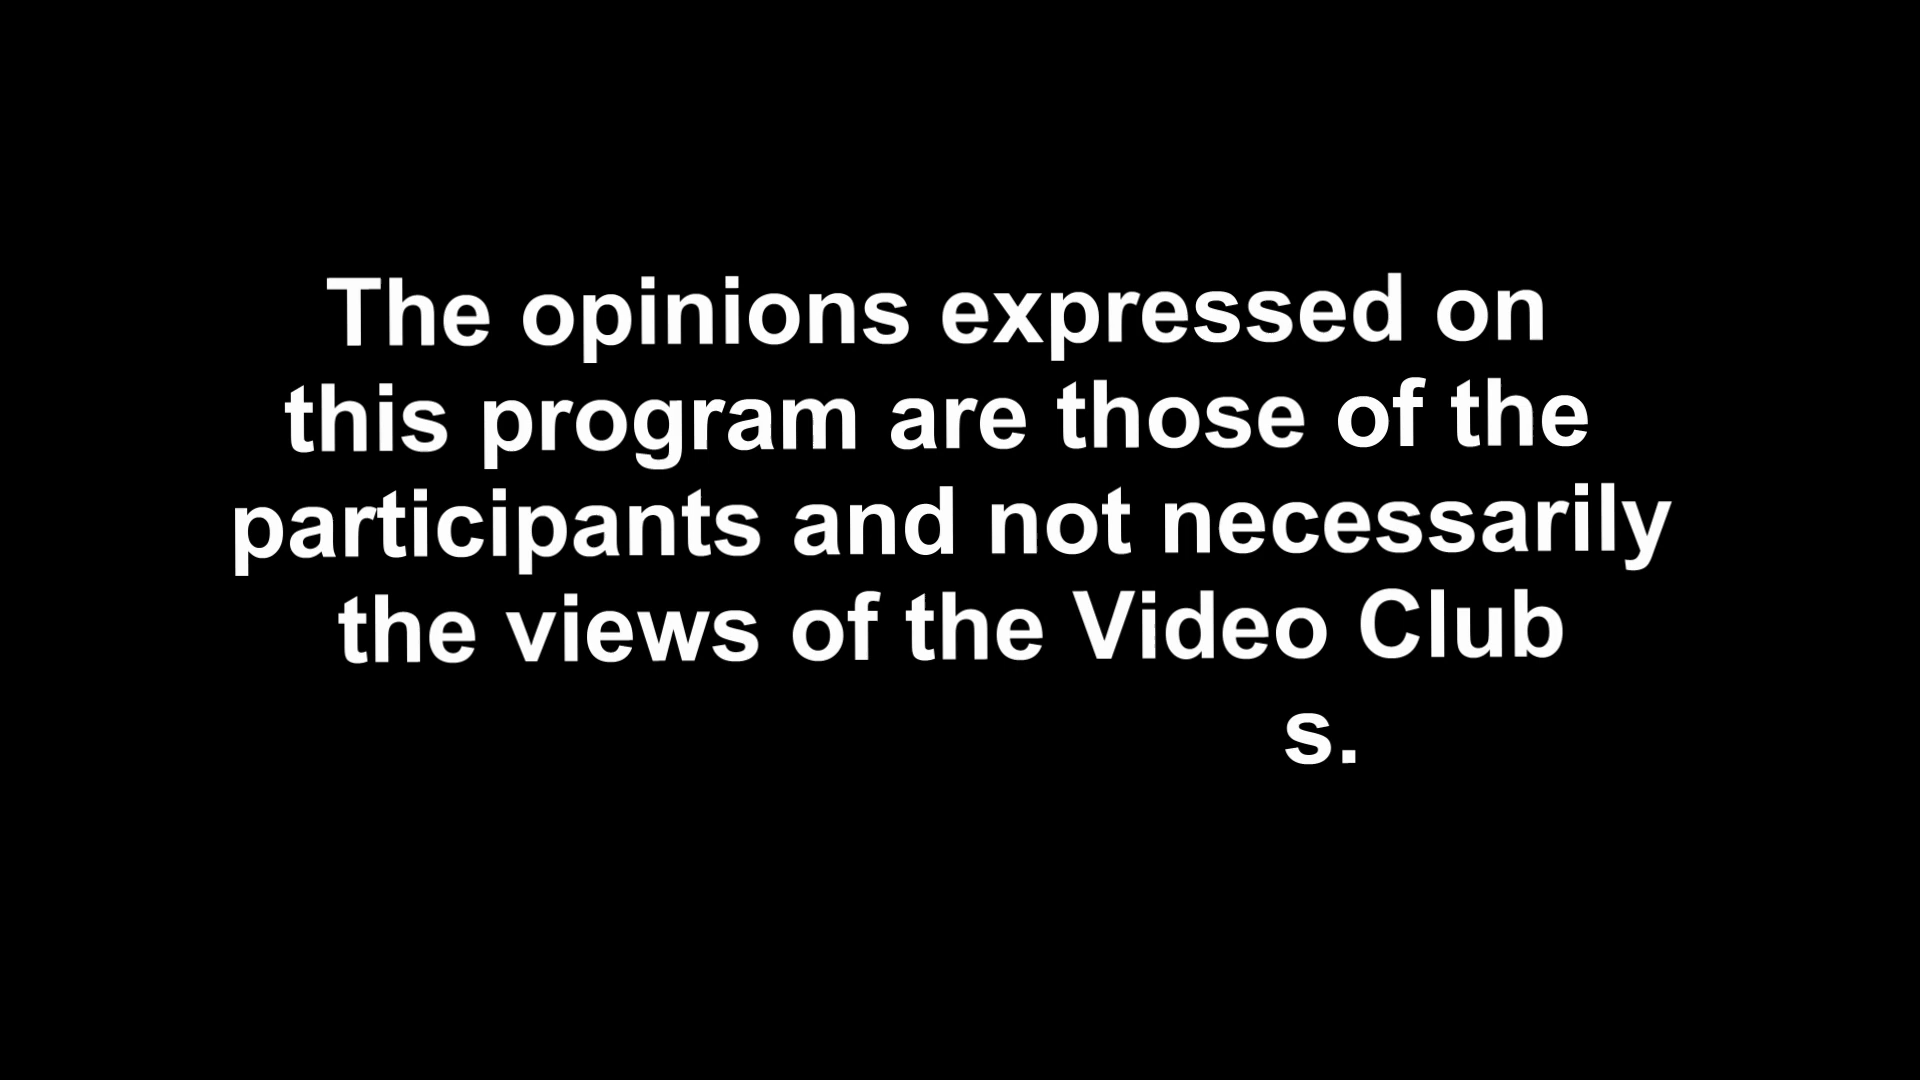 The opinions expressed on
this program are those of the
participants and not necessarily
the views of the Video Club
s.